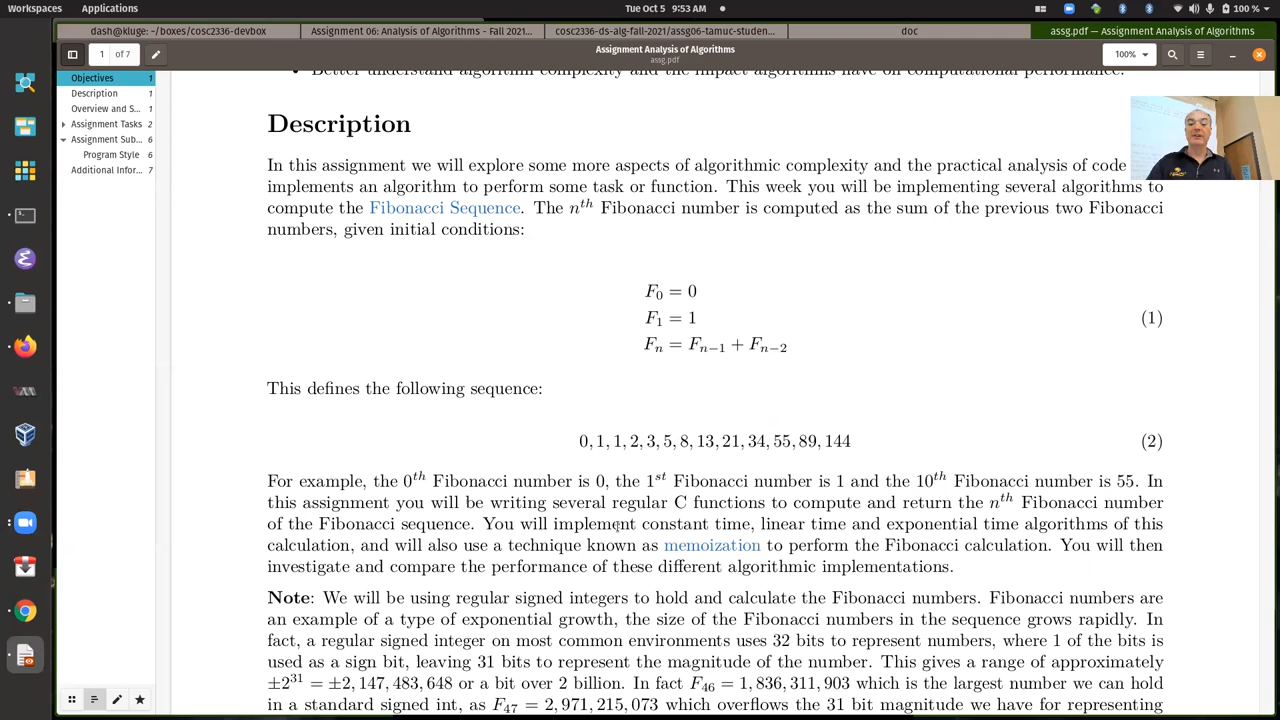 Workspaces Applications Tue Oct 5 9:53 AM 100 %
dash@kluge: ~/boxes/cosc2336-devbox
Assignment 06: Analysis of Algorithms - Fall 2021...
cosc2336-ds-alg-fall-2021/assg06-tamuc-studen...
doc
assg.pdf — Assignment Analysis of Algorithms
1 of 7
Assignment Analysis of Algorithms
assg.pdf
100%
Objectives 1
Description 1
Overview and S... 1
Assignment Tasks 2
Assignment Sub... 6
Program Style 6
Additional Infor... 7
• Better understand algorithm complexity and the impact algorithms have on computational performance.
Description
In this assignment we will explore some more aspects of algorithmic complexity and the practical analysis of code
implements an algorithm to perform some task or function. This week you will be implementing several algorithms to
compute the Fibonacci Sequence. The nᵗʰ Fibonacci number is computed as the sum of the previous two Fibonacci
numbers, given initial conditions:
F₀ = 0
F₁ = 1 (1)
Fₙ = Fₙ₋₁ + Fₙ₋₂
This defines the following sequence:
0, 1, 1, 2, 3, 5, 8, 13, 21, 34, 55, 89, 144 (2)
For example, the 0ᵗʰ Fibonacci number is 0, the 1ˢᵗ Fibonacci number is 1 and the 10ᵗʰ Fibonacci number is 55. In
this assignment you will be writing several regular C functions to compute and return the nᵗʰ Fibonacci number
of the Fibonacci sequence. You will implement constant time, linear time and exponential time algorithms of this
calculation, and will also use a technique known as memoization to perform the Fibonacci calculation. You will then
investigate and compare the performance of these different algorithmic implementations.
Note: We will be using regular signed integers to hold and calculate the Fibonacci numbers. Fibonacci numbers are
an example of a type of exponential growth, the size of the Fibonacci numbers in the sequence grows rapidly. In
fact, a regular signed integer on most common environments uses 32 bits to represent numbers, where 1 of the bits is
used as a sign bit, leaving 31 bits to represent the magnitude of the number. This gives a range of approximately
±2³¹ = ±2, 147, 483, 648 or a bit over 2 billion. In fact F₄₆ = 1, 836, 311, 903 which is the largest number we can hold
in a standard signed int, as F₄₇ = 2, 971, 215, 073 which overflows the 31 bit magnitude we have for representing